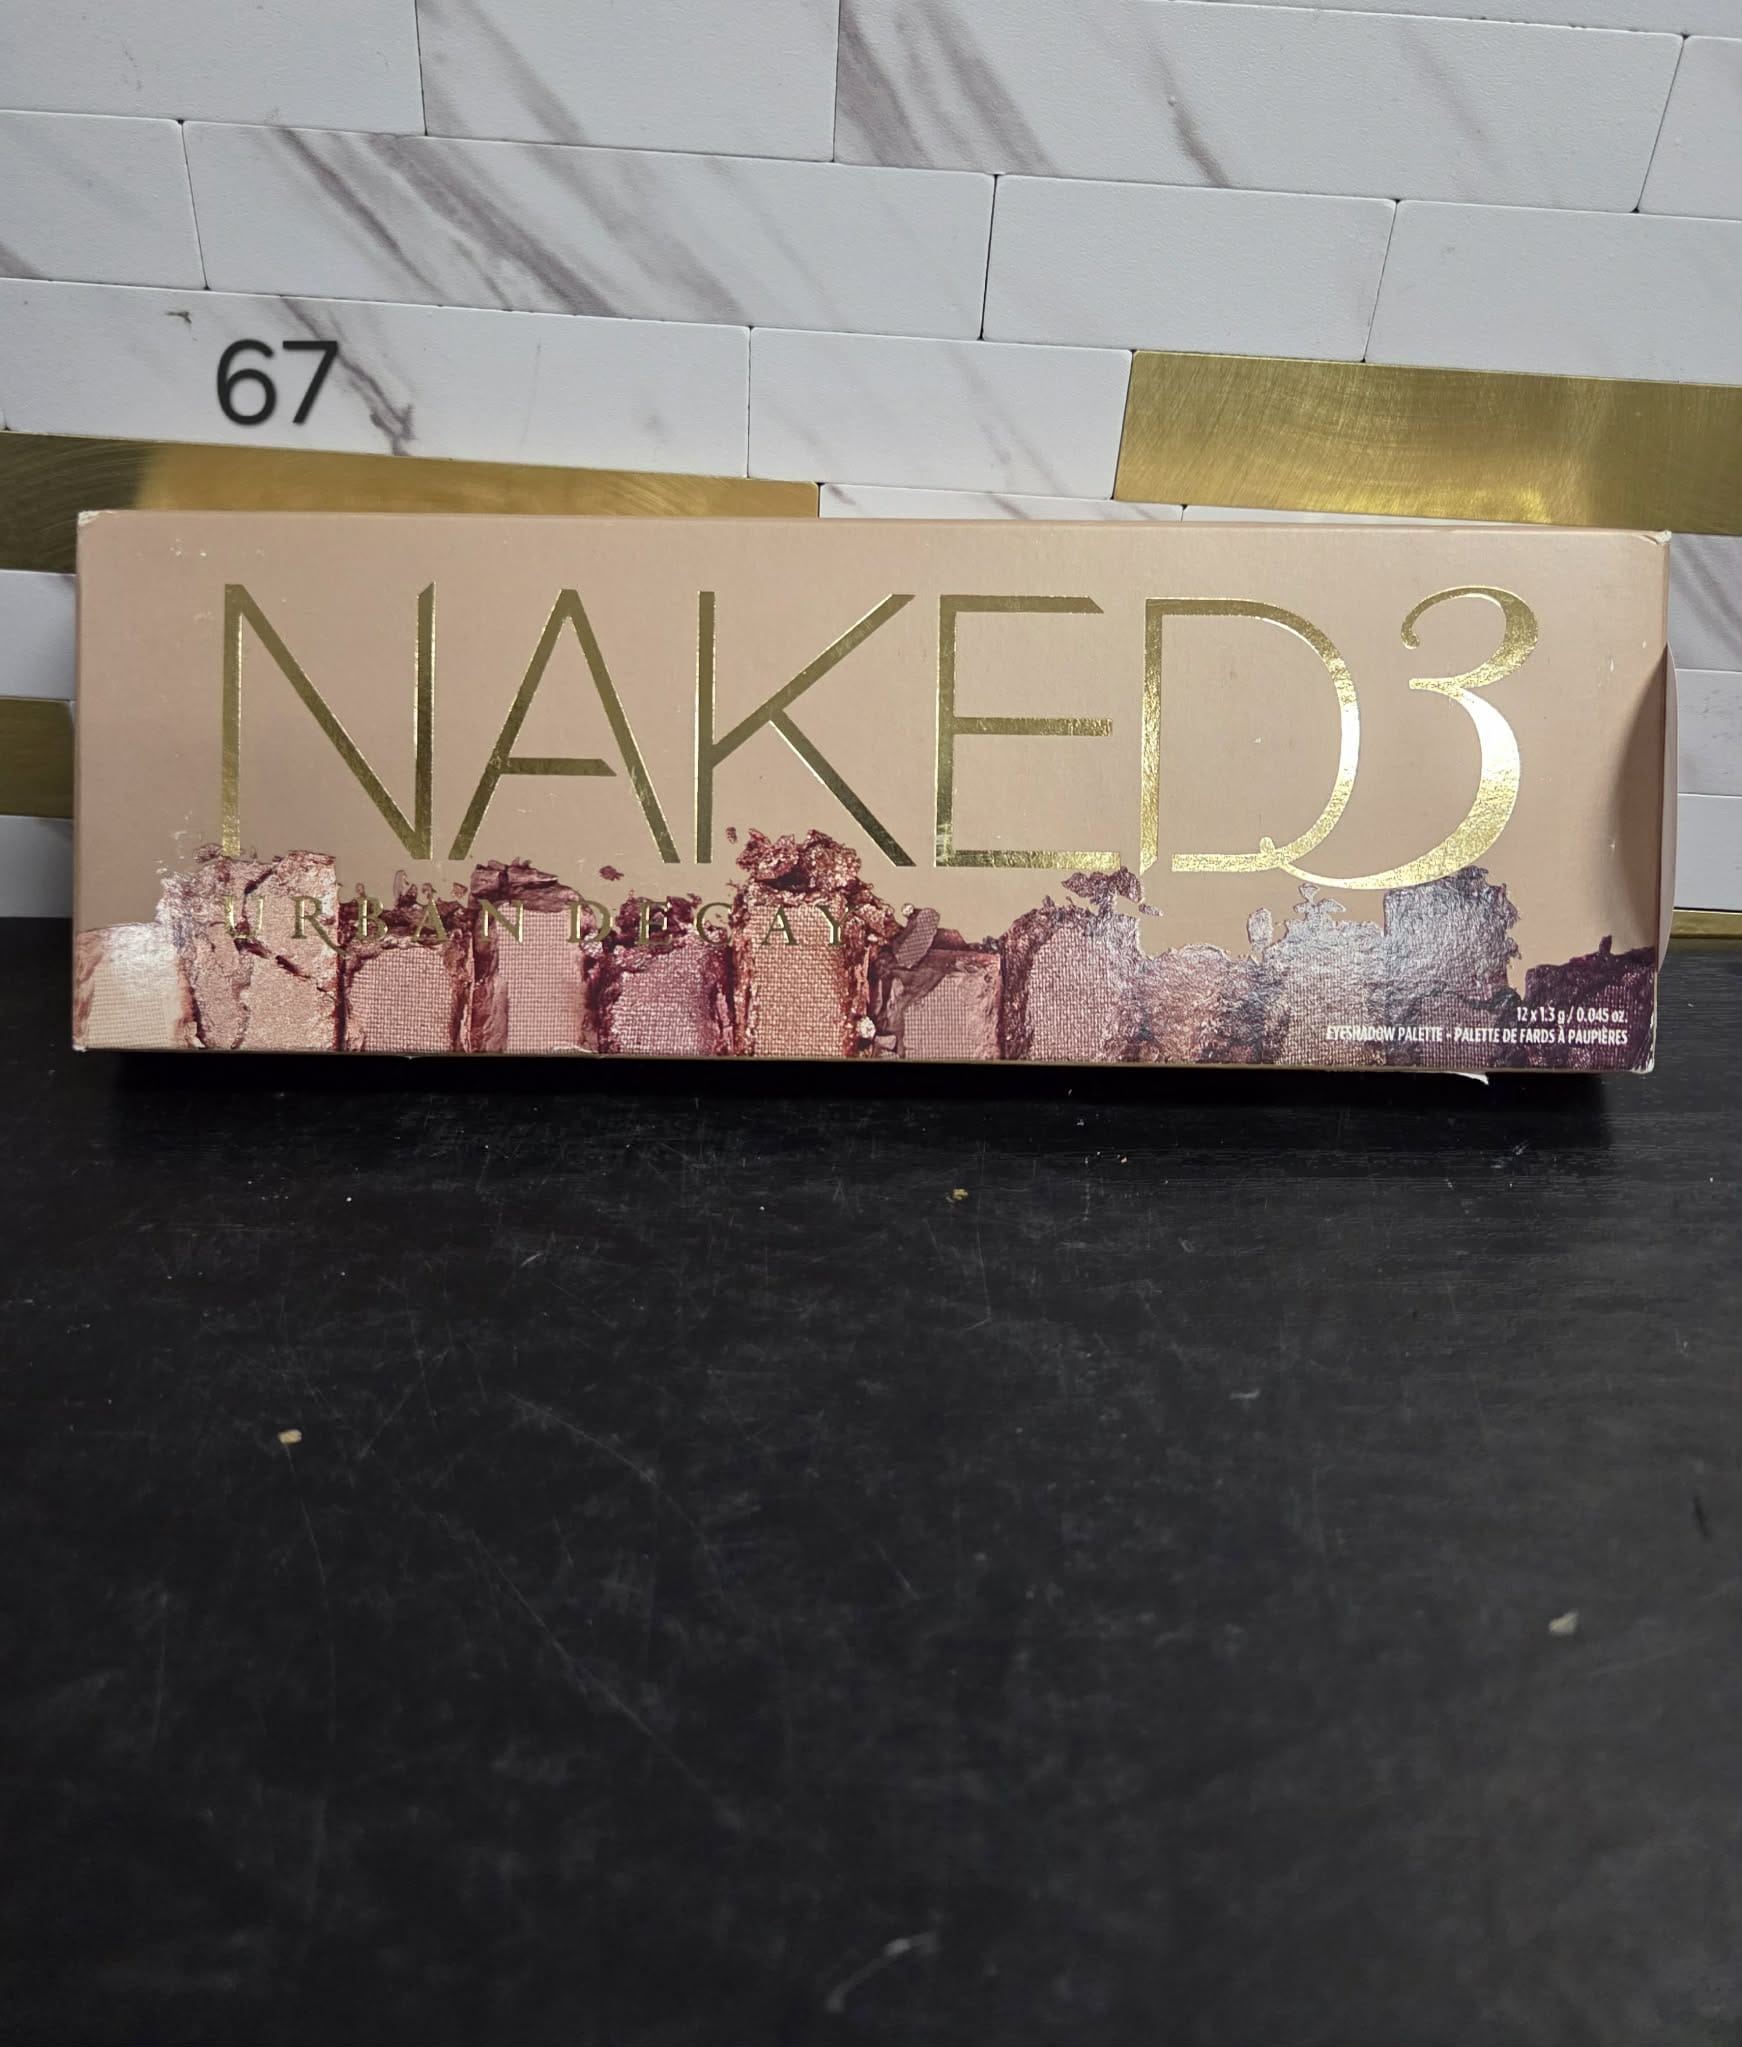 67
NAKED3
URBAN DECAY
12 x 1.3 g / 0.045 oz.
EYESHADOW PALETTE - PALETTE DE FARDS À PAUPIÈRES